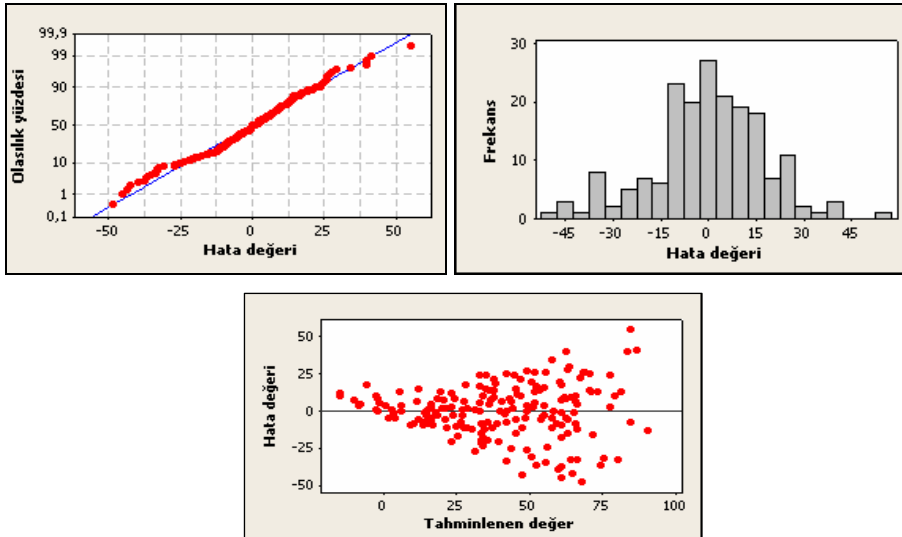 Olasılık yüzdesi
99,9
99
90
50
10
1
0,1
-50 -25 0 25 50
Hata değeri
Frekans
30
20
10
0
-45 -30 -15 0 15 30 45
Hata değeri
Hata değeri
50
25
0
-25
-50
0 25 50 75 100
Tahminlenen değer